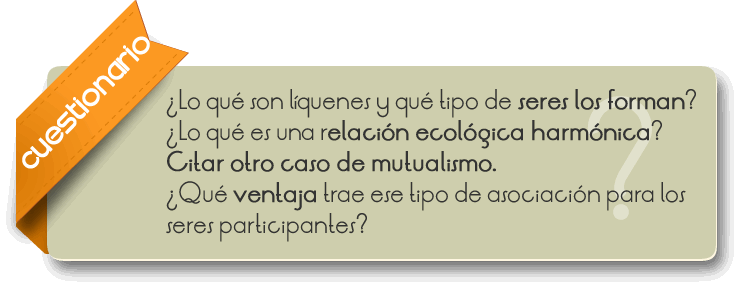 cuestionario
¿Lo qué son líquenes y qué tipo de seres los forman?
¿Lo qué es una relación ecológica harmónica?
Citar otro caso de mutualismo.
¿Qué ventaja trae ese tipo de asociación para los
seres participantes?
?